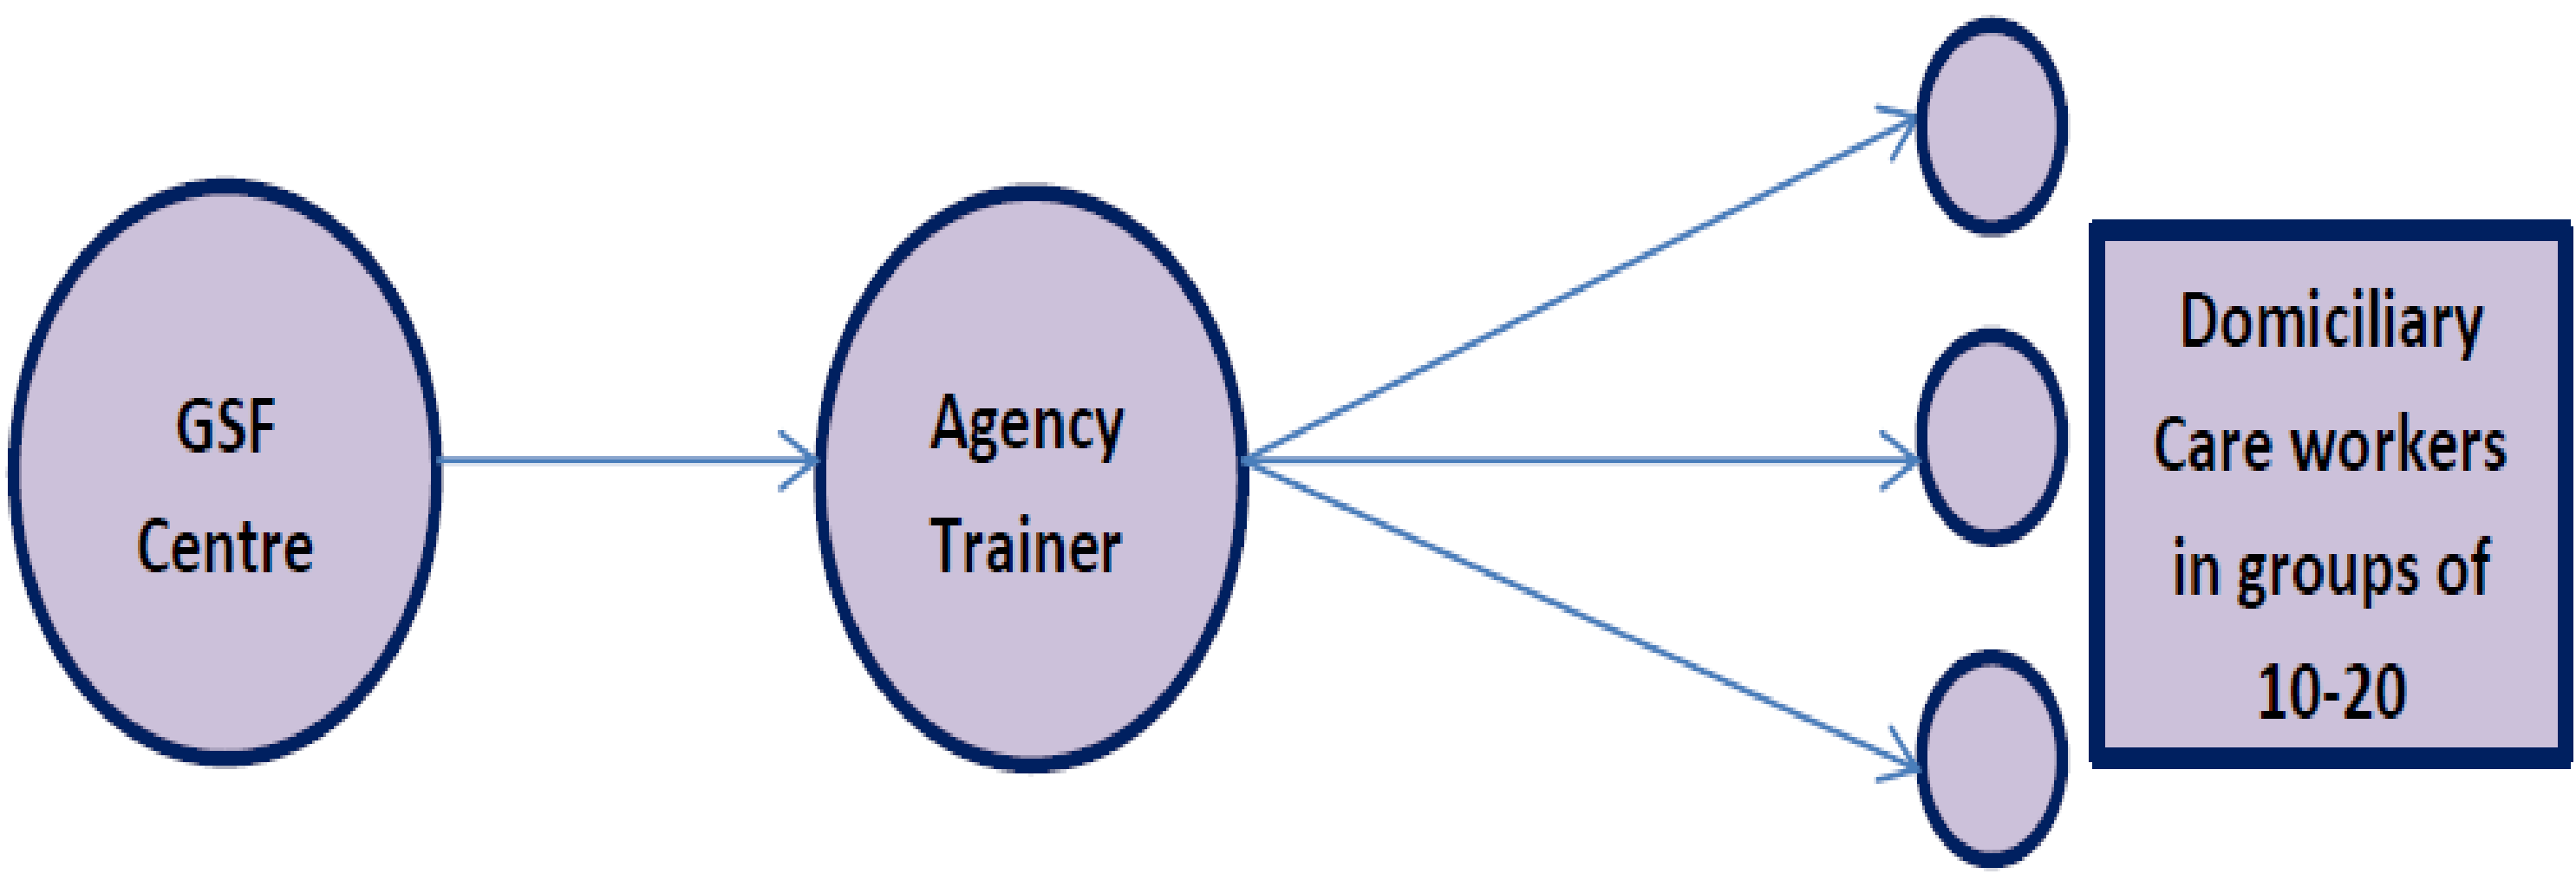 GSF
Centre
Agency
Trainer
Domiciliary
Care workers
in groups of
10-20